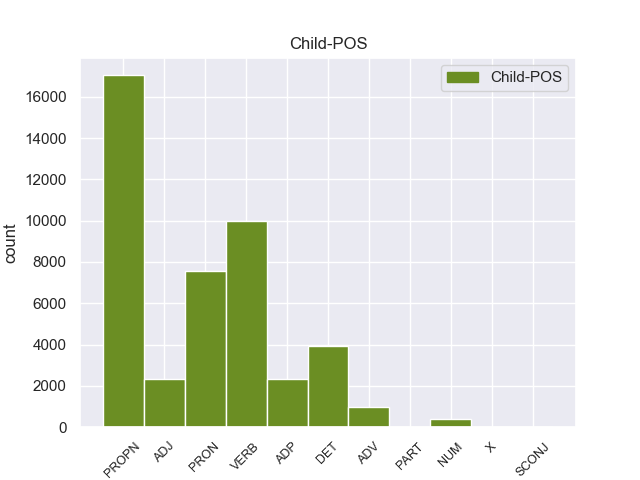 Child-POS
Child-POS
16000
14000
12000
10000
8000
6000
4000
2000
0
count
PROPN ADJ PRON VERB ADP DET ADV PART NUM X SCONJ